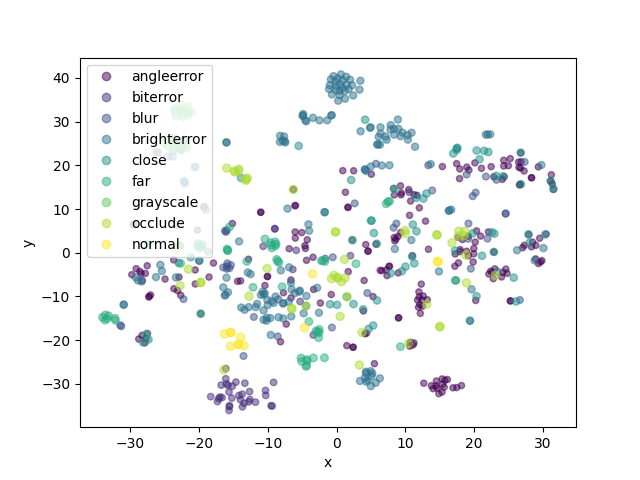 40
30
20
10
0
−10
−20
−30
y
angleerror
biterror
blur
brighterror
close
far
grayscale
occlude
normal
−30 −20 −10 0 10 20 30
x